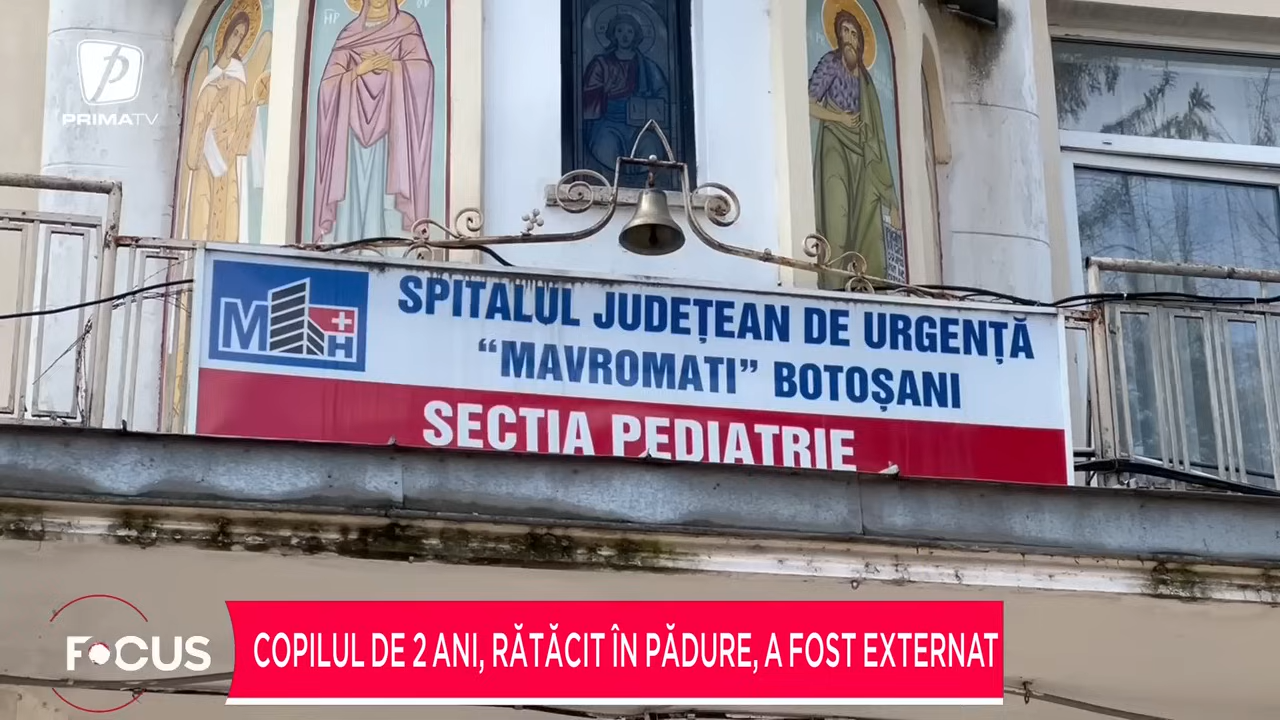 PRIMATV
M H
SPITALUL JUDEȚEAN DE URGENȚĂ
“MAVROMATI” BOTOȘANI
SECTIA PEDIATRIE
FOCUS
COPILUL DE 2 ANI, RĂTĂCIT ÎN PĂDURE, A FOST EXTERNAT